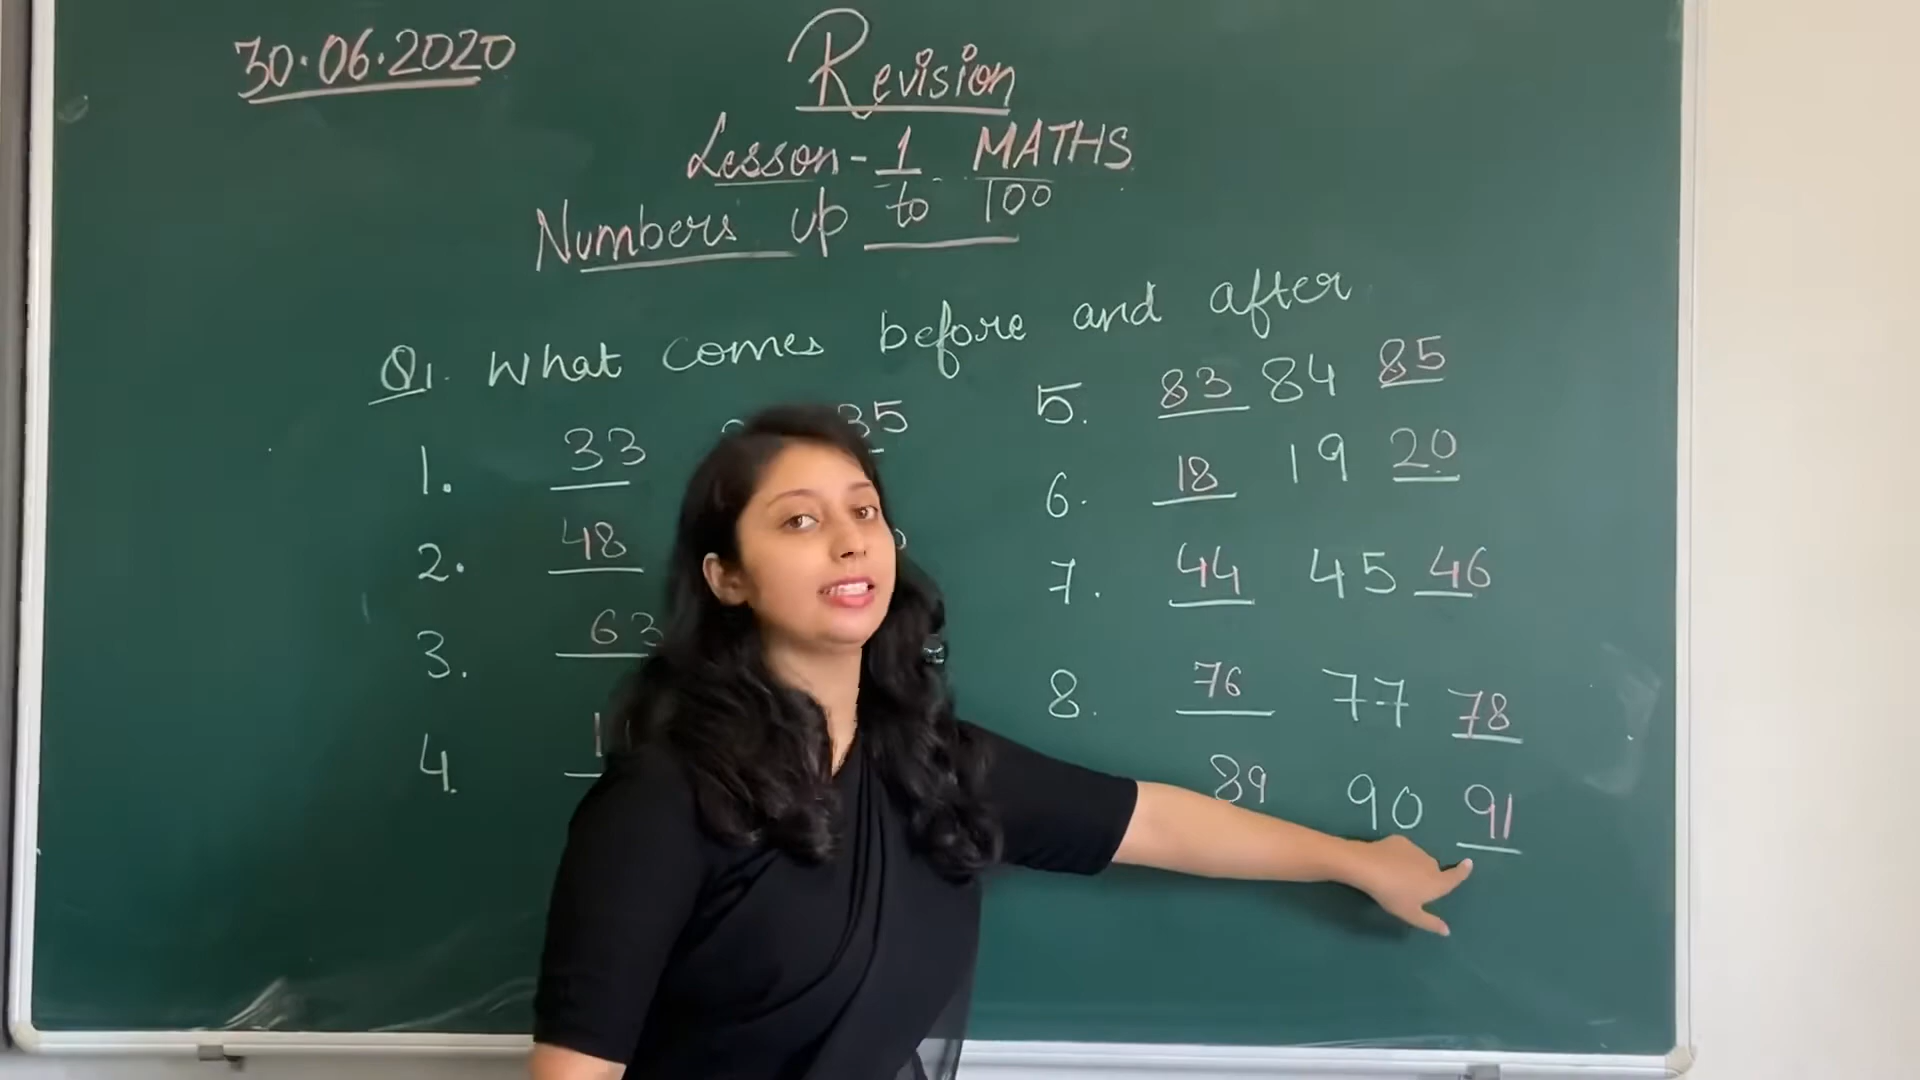 30.06.2020
Revision
Lesson-1 MATHS
Numbers up to 100
Q1. What comes before and after
1. 33 35
2. 48
3. 63
4.
5. 83 84 85
6. 18 19 20
7. 44 45 46
8. 76 77 78
89 90 91